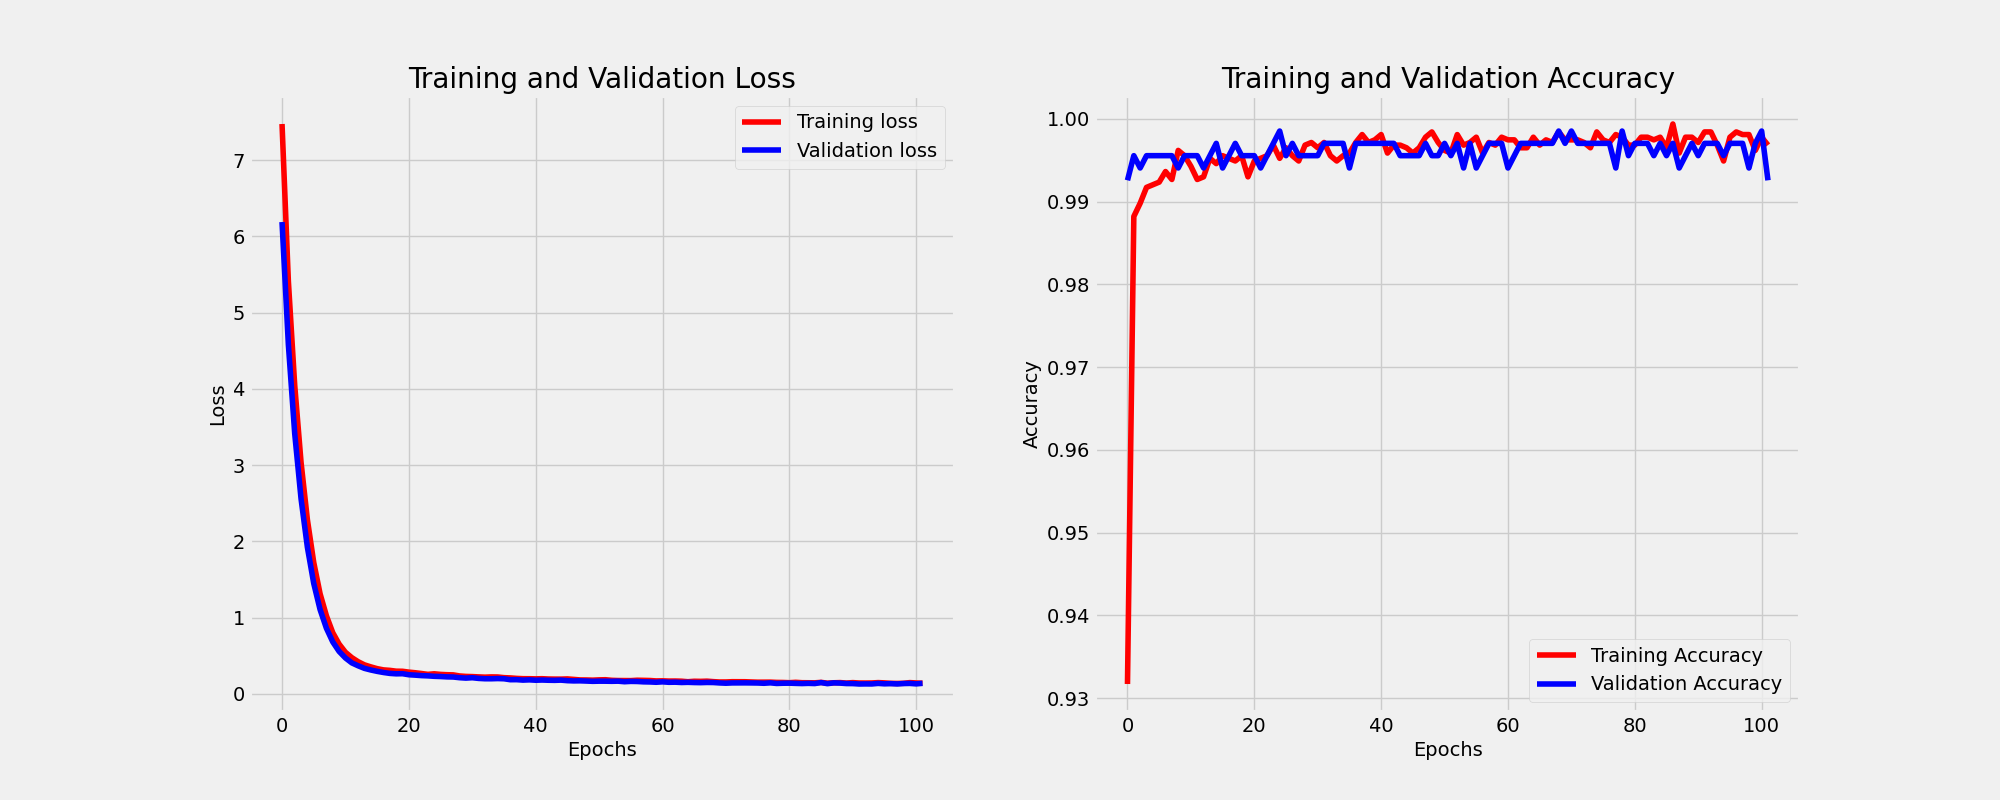 Training and Validation Loss
Training loss
Validation loss
7
6
5
4
3
2
1
0
Loss
0 20 40 60 80 100
Epochs
Training and Validation Accuracy
1.00
0.99
0.98
0.97
0.96
0.95
0.94
0.93
Accuracy
Training Accuracy
Validation Accuracy
0 20 40 60 80 100
Epochs